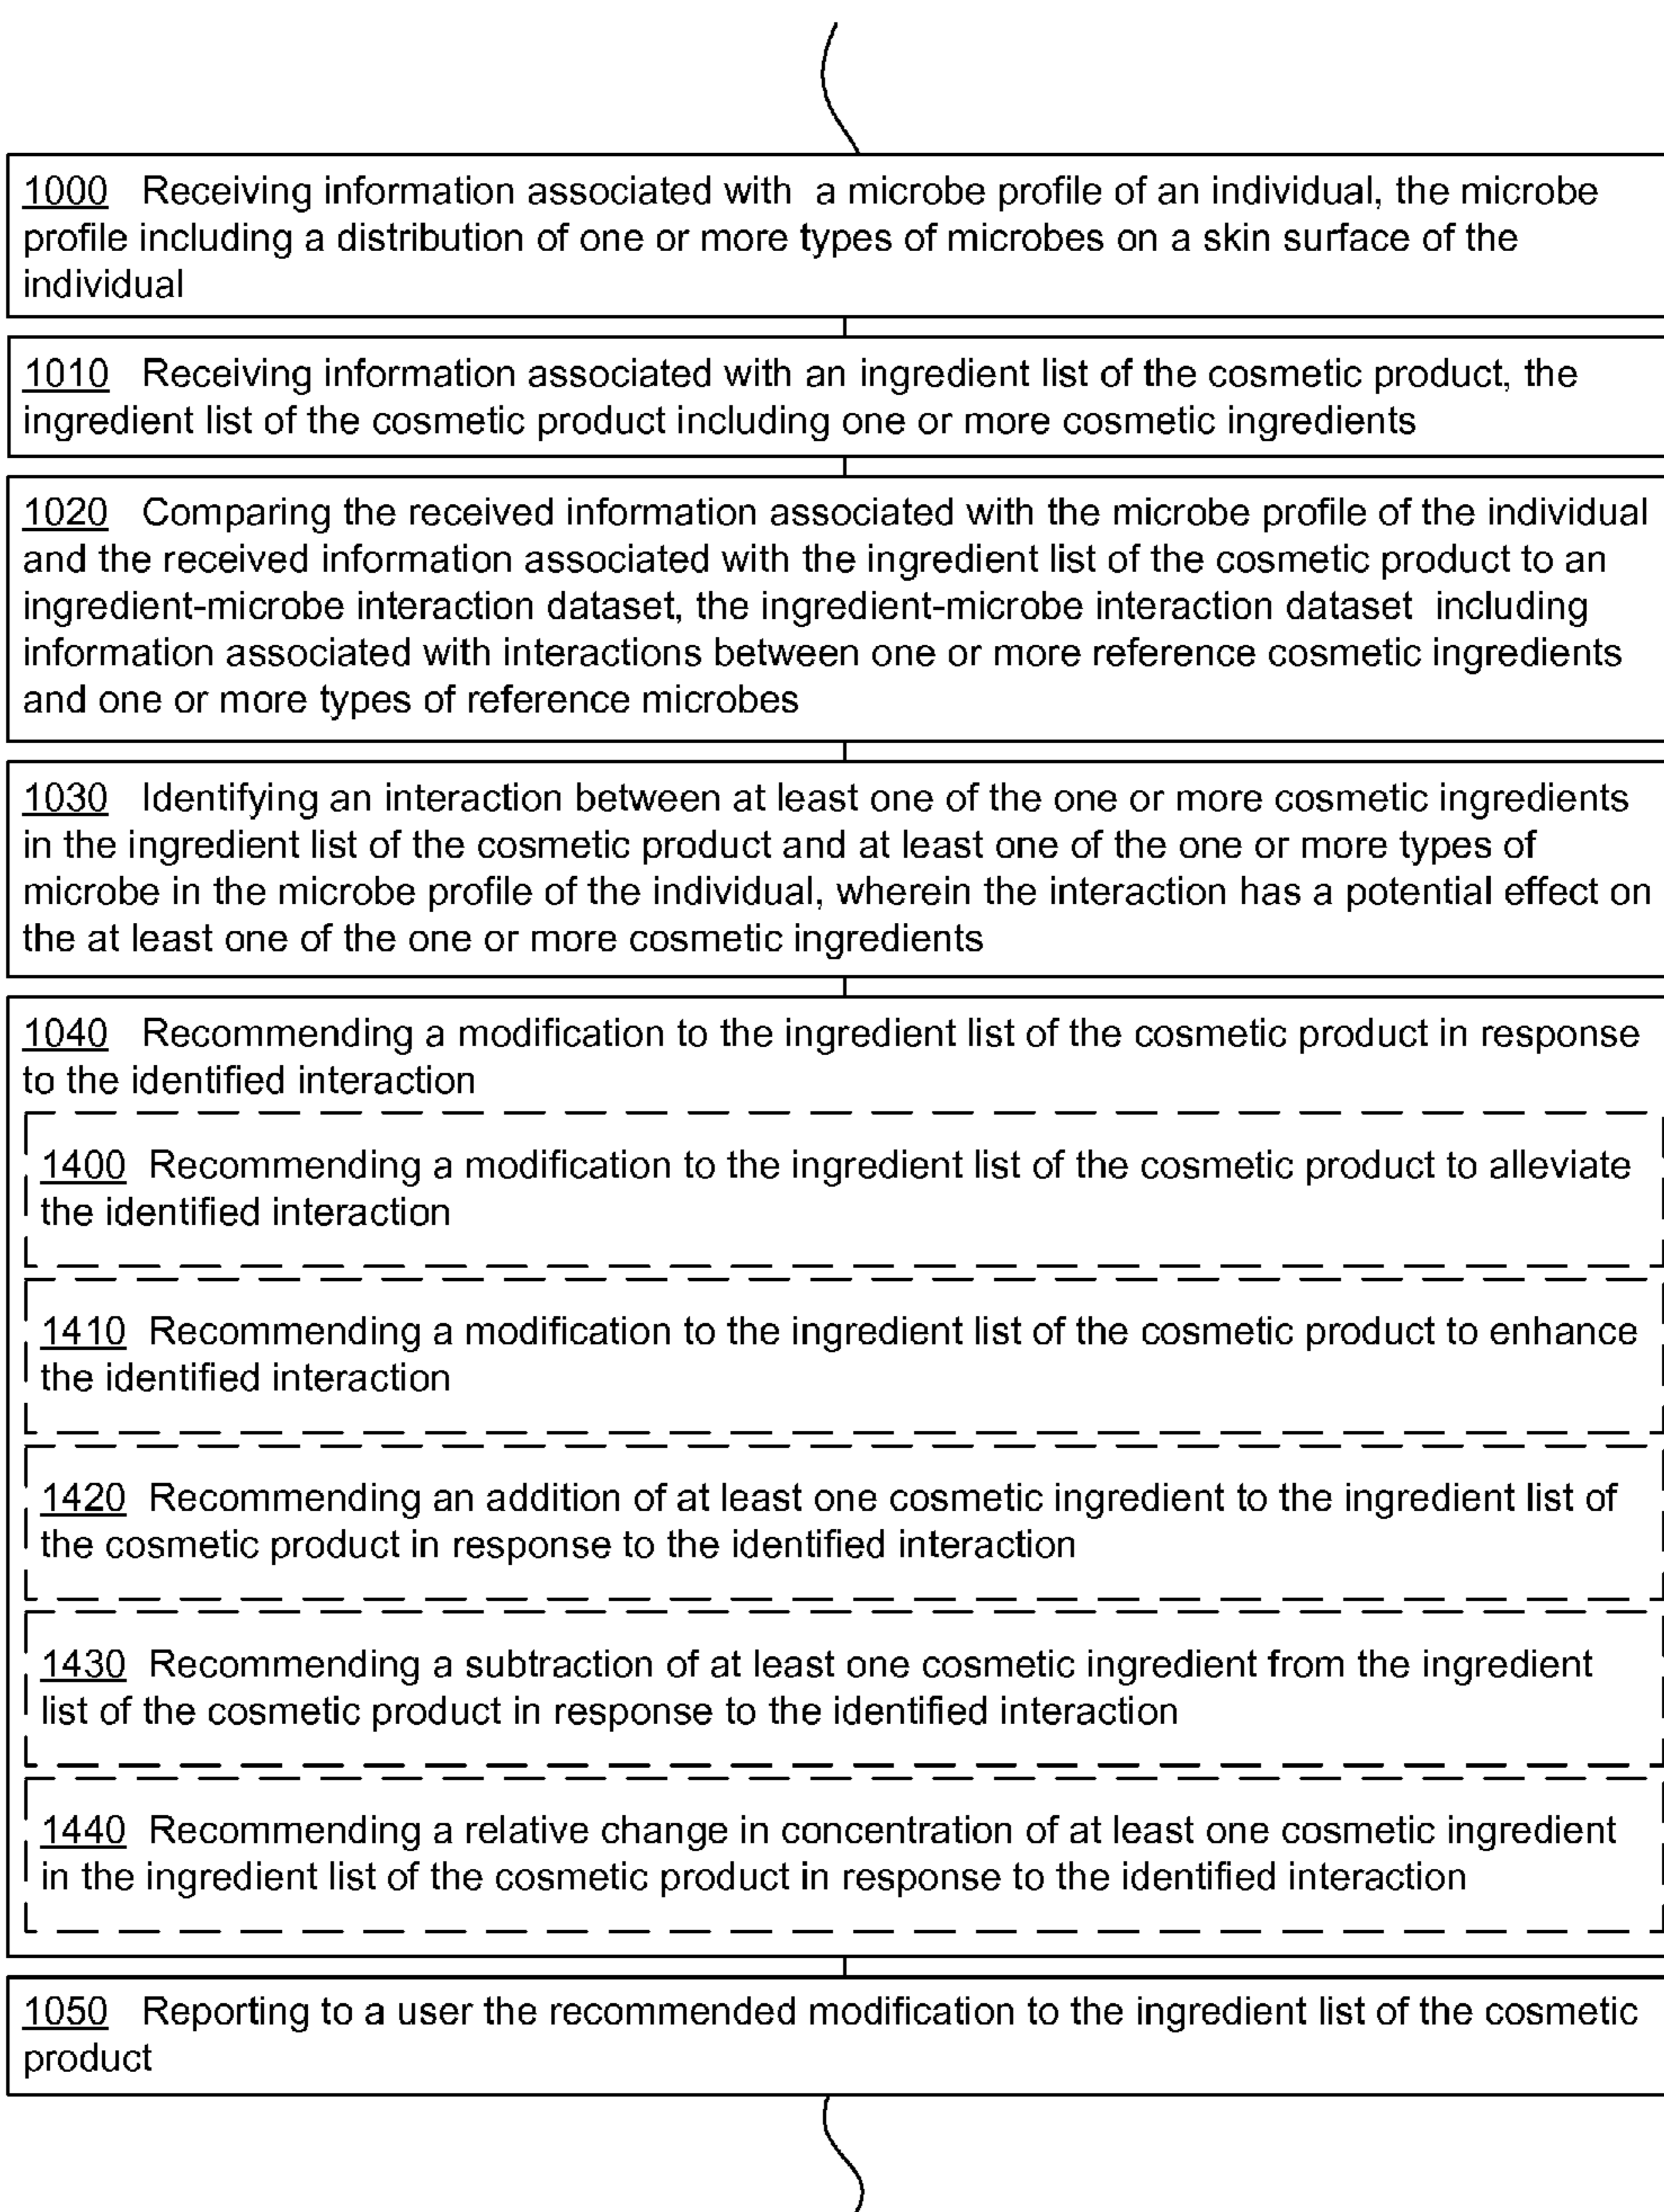 1000 Receiving information associated with a microbe profile of an individual, the microbe
profile including a distribution of one or more types of microbes on a skin surface of the
individual
1010 Receiving information associated with an ingredient list of the cosmetic product, the
ingredient list of the cosmetic product including one or more cosmetic ingredients
1020 Comparing the received information associated with the microbe profile of the individual
and the received information associated with the ingredient list of the cosmetic product to an
ingredient-microbe interaction dataset, the ingredient-microbe interaction dataset including
information associated with interactions between one or more reference cosmetic ingredients
and one or more types of reference microbes
1030 Identifying an interaction between at least one of the one or more cosmetic ingredients
in the ingredient list of the cosmetic product and at least one of the one or more types of
microbe in the microbe profile of the individual, wherein the interaction has a potential effect on
the at least one of the one or more cosmetic ingredients
1040 Recommending a modification to the ingredient list of the cosmetic product in response
to the identified interaction
1400 Recommending a modification to the ingredient list of the cosmetic product to alleviate
the identified interaction
1410 Recommending a modification to the ingredient list of the cosmetic product to enhance
the identified interaction
1420 Recommending an addition of at least one cosmetic ingredient to the ingredient list of
the cosmetic product in response to the identified interaction
1430 Recommending a subtraction of at least one cosmetic ingredient from the ingredient
list of the cosmetic product in response to the identified interaction
1440 Recommending a relative change in concentration of at least one cosmetic ingredient
in the ingredient list of the cosmetic product in response to the identified interaction
1050 Reporting to a user the recommended modification to the ingredient list of the cosmetic
product